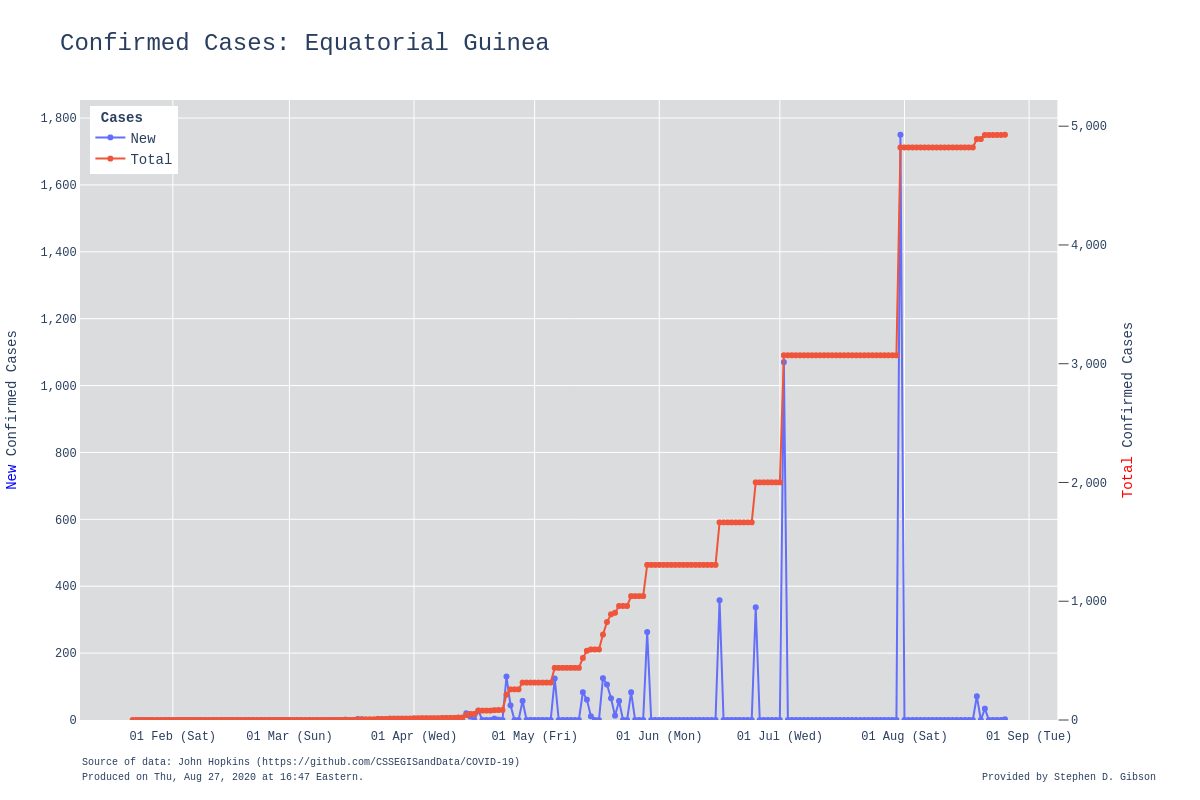 Confirmed Cases: Equatorial Guinea
Cases
New
Total
1,800
1,600
1,400
1,200
1,000
800
600
400
200
0
5,000
4,000
3,000
2,000
1,000
0
New Confirmed Cases
Total Confirmed Cases
01 Feb (Sat)
01 Mar (Sun)
01 Apr (Wed)
01 May (Fri)
01 Jun (Mon)
01 Jul (Wed)
01 Aug (Sat)
01 Sep (Tue)
Source of data: John Hopkins (https://github.com/CSSEGISandData/COVID-19)
Produced on Thu, Aug 27, 2020 at 16:47 Eastern.
Provided by Stephen D. Gibson